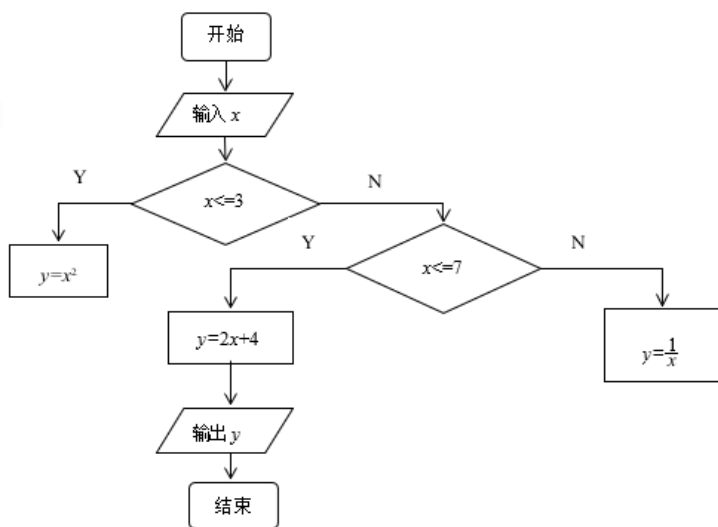 开始
输入 x
Y
N
x<=3
Y
N
y=x²
x<=7
y=2x+4
y=1/x
输出 y
结束